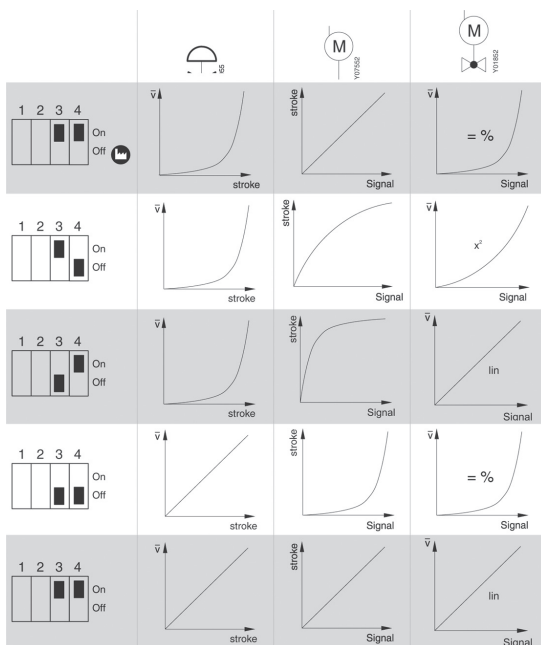 M
M
855
Y07552
Y01852
1 2 3 4
On
Off
v̄
stroke
stroke
Signal
v̄
= %
Signal
1 2 3 4
On
Off
v̄
stroke
stroke
Signal
v̄
x²
Signal
1 2 3 4
On
Off
v̄
stroke
stroke
Signal
v̄
lin
Signal
1 2 3 4
On
Off
v̄
stroke
stroke
Signal
v̄
= %
Signal
1 2 3 4
On
Off
v̄
stroke
stroke
Signal
v̄
lin
Signal